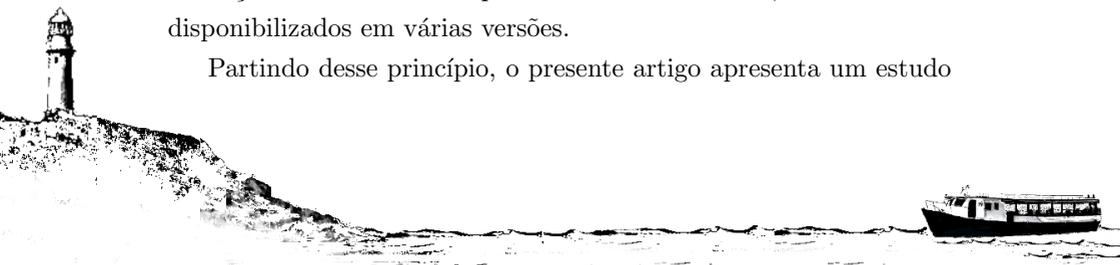 disponibilizados em várias versões.
Partindo desse princípio, o presente artigo apresenta um estudo